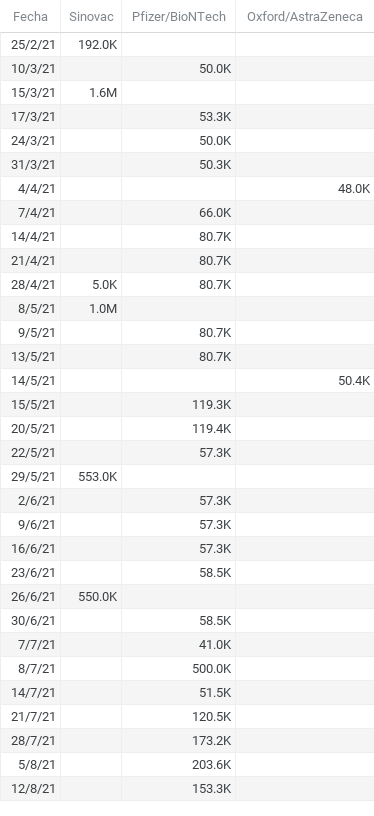 Fecha Sinovac Pfizer/BioNTech Oxford/AstraZeneca
25/2/21 192.0K
10/3/21 50.0K
15/3/21 1.6M
17/3/21 53.3K
24/3/21 50.0K
31/3/21 50.3K
4/4/21 48.0K
7/4/21 66.0K
14/4/21 80.7K
21/4/21 80.7K
28/4/21 5.0K 80.7K
8/5/21 1.0M
9/5/21 80.7K
13/5/21 80.7K
14/5/21 50.4K
15/5/21 119.3K
20/5/21 119.4K
22/5/21 57.3K
29/5/21 553.0K
2/6/21 57.3K
9/6/21 57.3K
16/6/21 57.3K
23/6/21 58.5K
26/6/21 550.0K
30/6/21 58.5K
7/7/21 41.0K
8/7/21 500.0K
14/7/21 51.5K
21/7/21 120.5K
28/7/21 173.2K
5/8/21 203.6K
12/8/21 153.3K